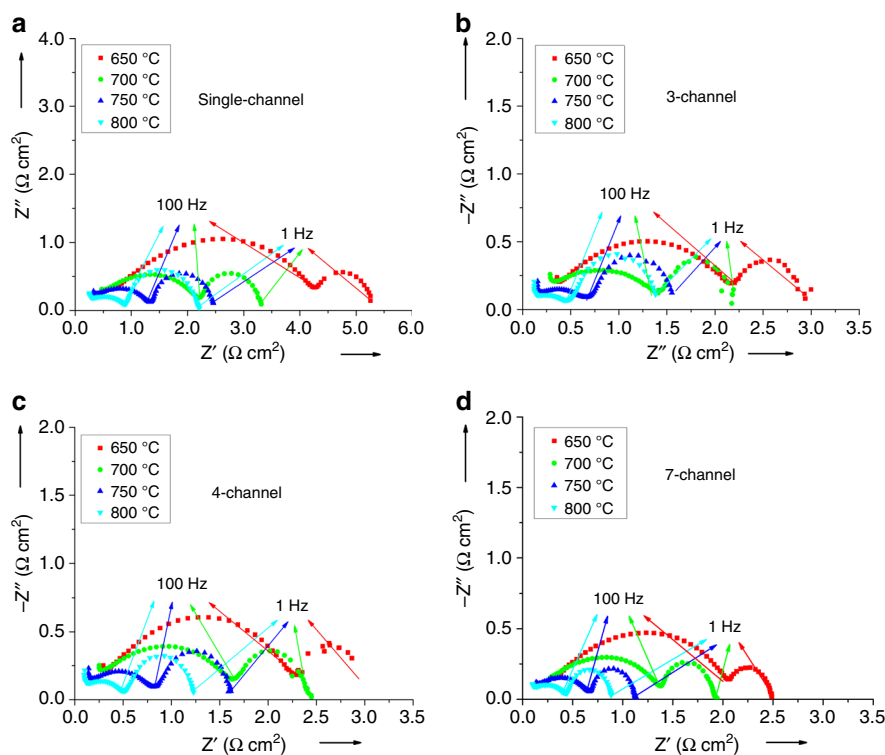 a
4.0
3.0
2.0
1.0
0.0
Z″ (Ω cm²)
650 °C
700 °C
750 °C
800 °C
Single-channel
100 Hz
1 Hz
0.0 1.0 2.0 3.0 4.0 5.0 6.0
Z′ (Ω cm²)
b
2.0
1.5
1.0
0.5
0.0
–Z″ (Ω cm²)
650 °C
700 °C
750 °C
800 °C
3-channel
100 Hz
1 Hz
0.0 0.5 1.0 1.5 2.0 2.5 3.0 3.5
Z″ (Ω cm²)
c
2.0
1.5
1.0
0.5
0.0
–Z″ (Ω cm²)
650 °C
700 °C
750 °C
800 °C
4-channel
100 Hz
1 Hz
0.0 0.5 1.0 1.5 2.0 2.5 3.0 3.5
Z′ (Ω cm²)
d
2.0
1.5
1.0
0.5
0.0
–Z″ (Ω cm²)
650 °C
700 °C
750 °C
800 °C
7-channel
100 Hz
1 Hz
0.0 0.5 1.0 1.5 2.0 2.5 3.0 3.5
Z′ (Ω cm²)